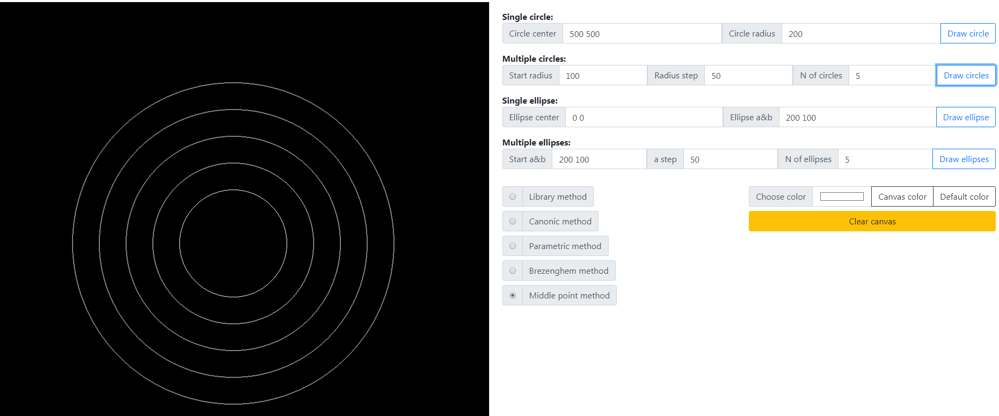 Single circle:
Circle center 500 500 Circle radius 200 Draw circle
Multiple circles:
Start radius 100 Radius step 50 N of circles 5 Draw circles
Single ellipse:
Ellipse center 0 0 Ellipse a&b 200 100 Draw ellipse
Multiple ellipses:
Start a&b 200 100 a step 50 N of ellipses 5 Draw ellipses
Library method Choose color Canvas color Default color
Canonic method Clear canvas
Parametric method
Brezenghem method
Middle point method